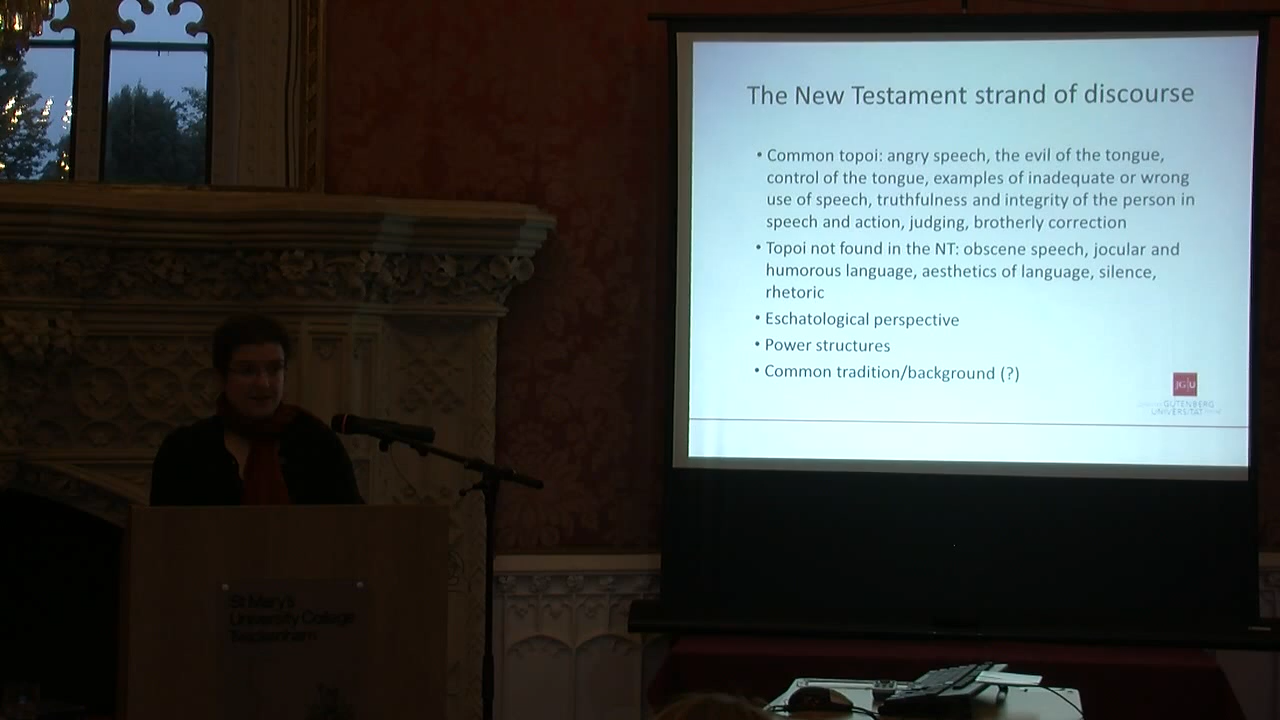 The New Testament strand of discourse
• Common topoi: angry speech, the evil of the tongue,
control of the tongue, examples of inadequate or wrong
use of speech, truthfulness and integrity of the person in
speech and action, judging, brotherly correction
• Topoi not found in the NT: obscene speech, jocular and
humorous language, aesthetics of language, silence,
rhetoric
• Eschatological perspective
• Power structures
• Common tradition/background (?)
JG|U
GUTENBERG
UNIVERSITÄT
St Mary's
University College
Twickenham